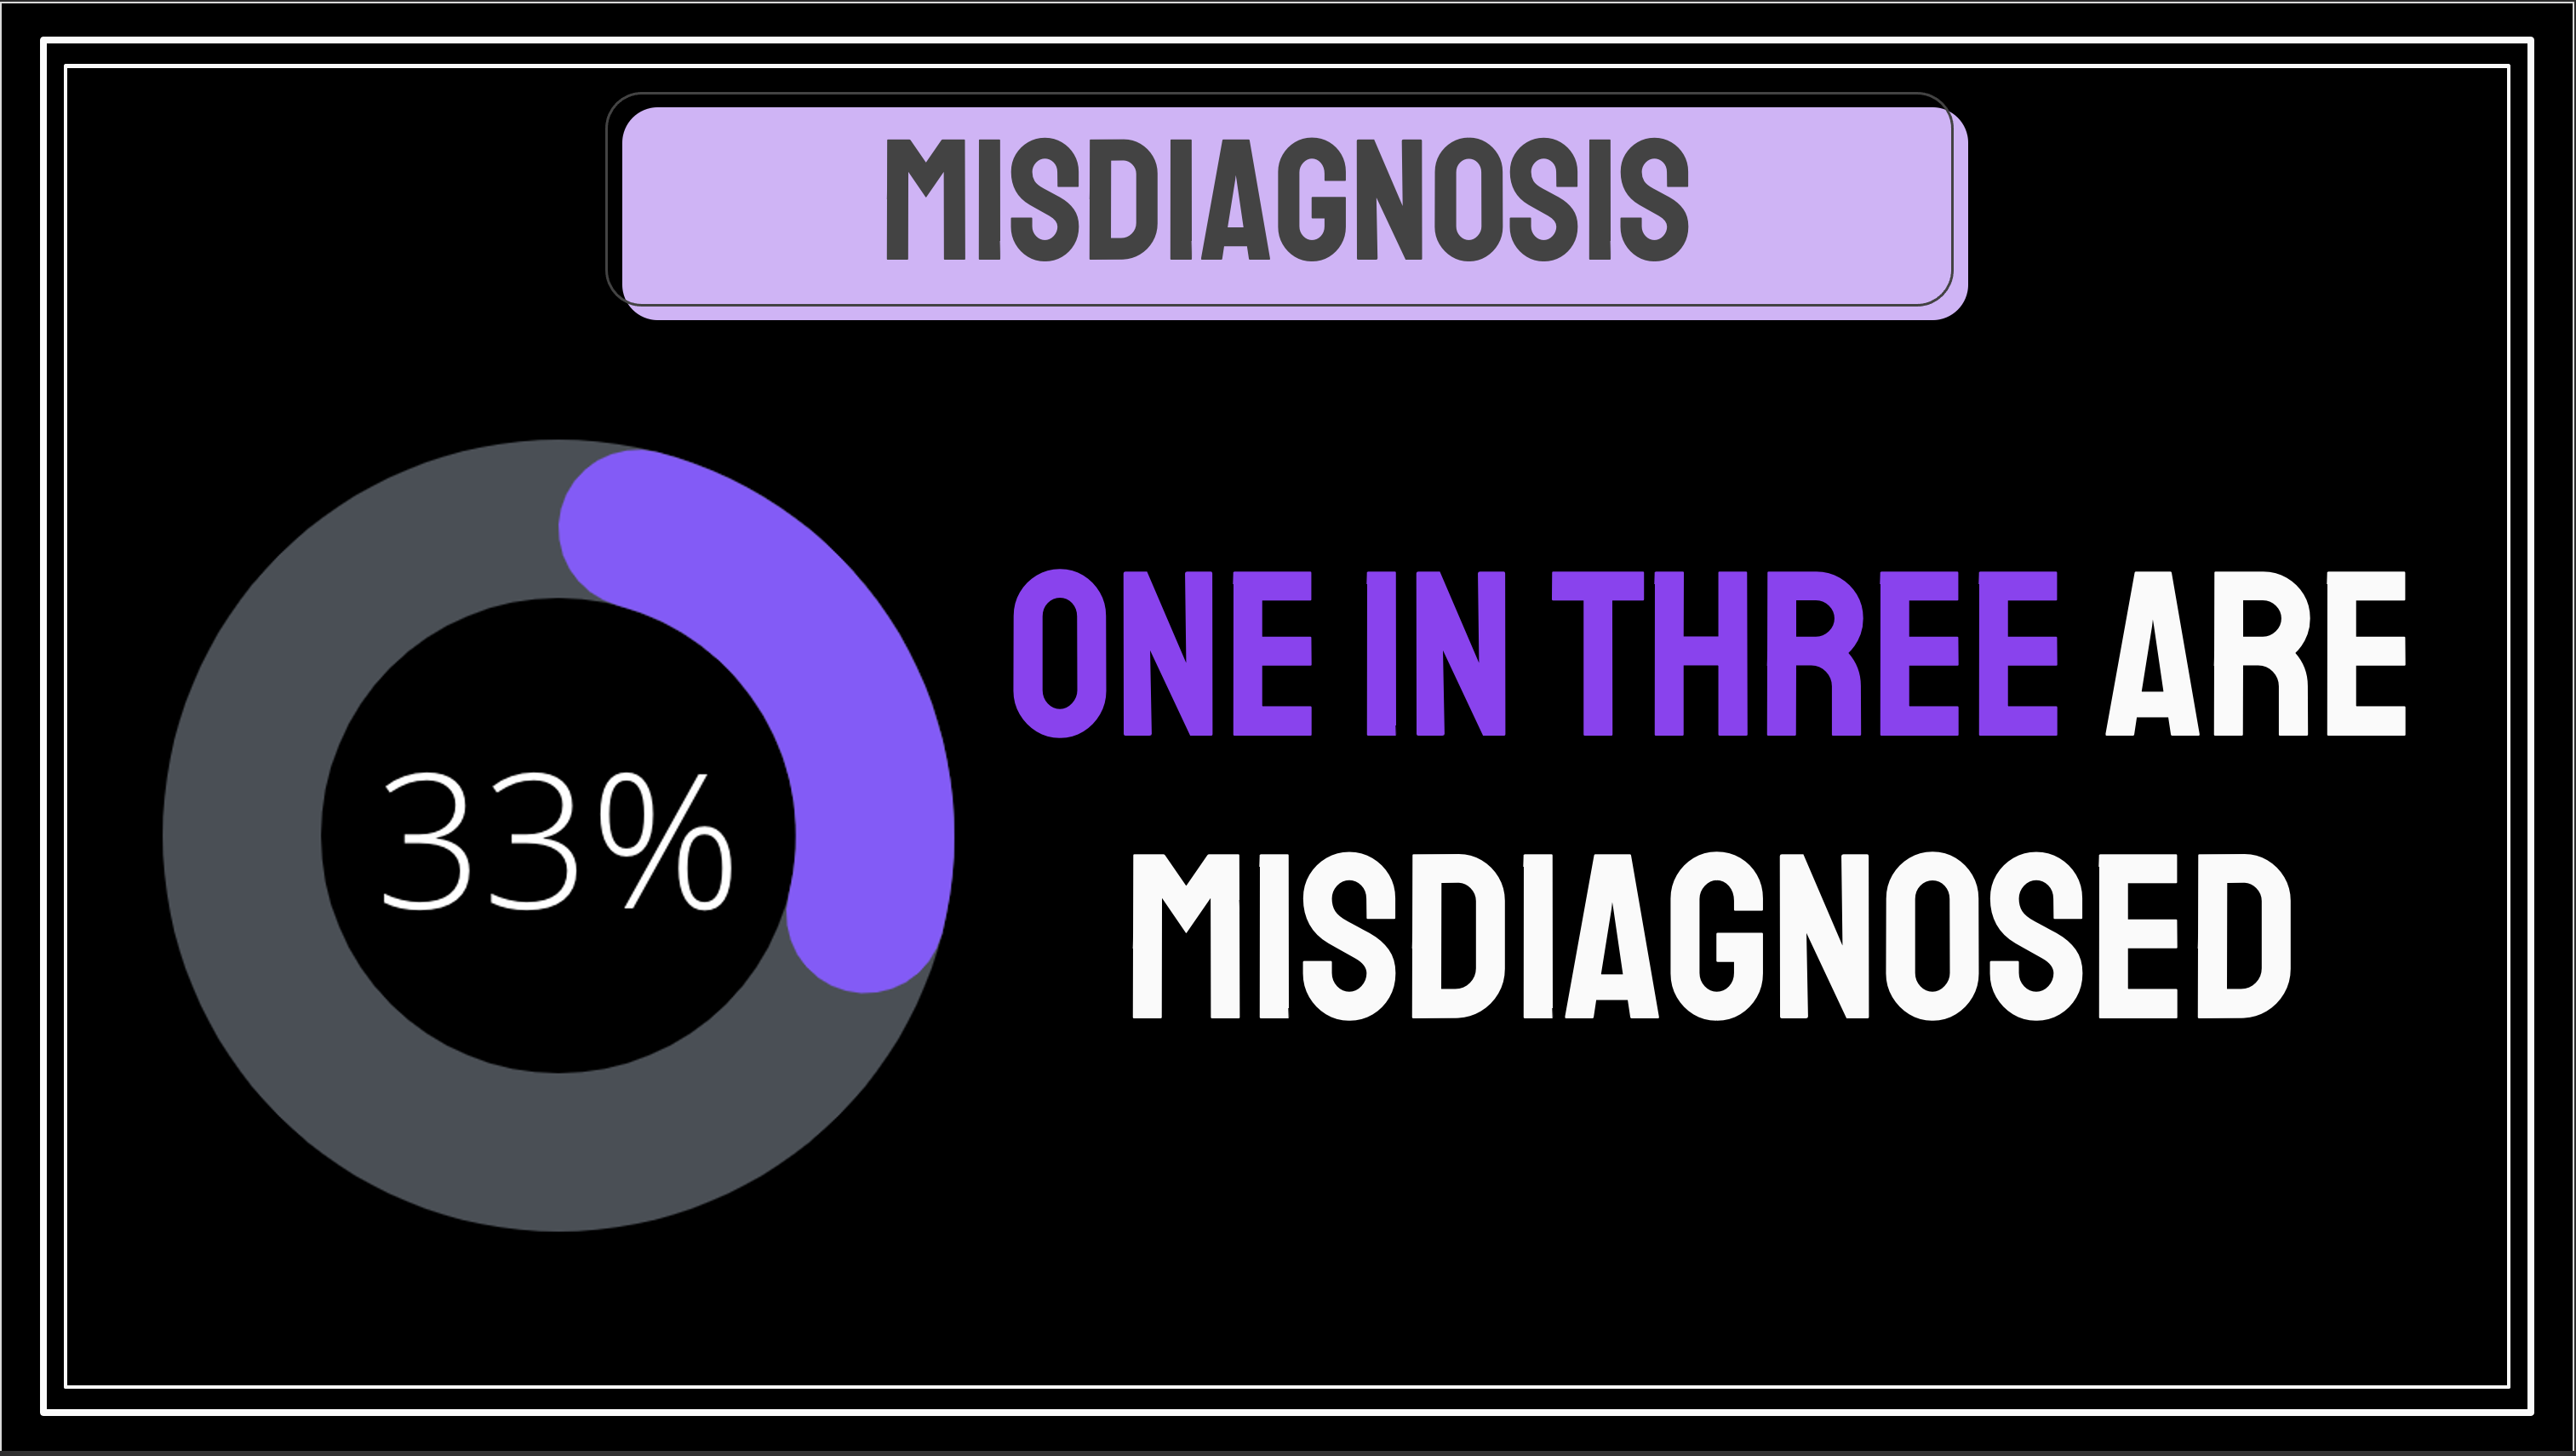 MISDIAGNOSIS
33%
ONE IN THREE ARE
MISDIAGNOSED